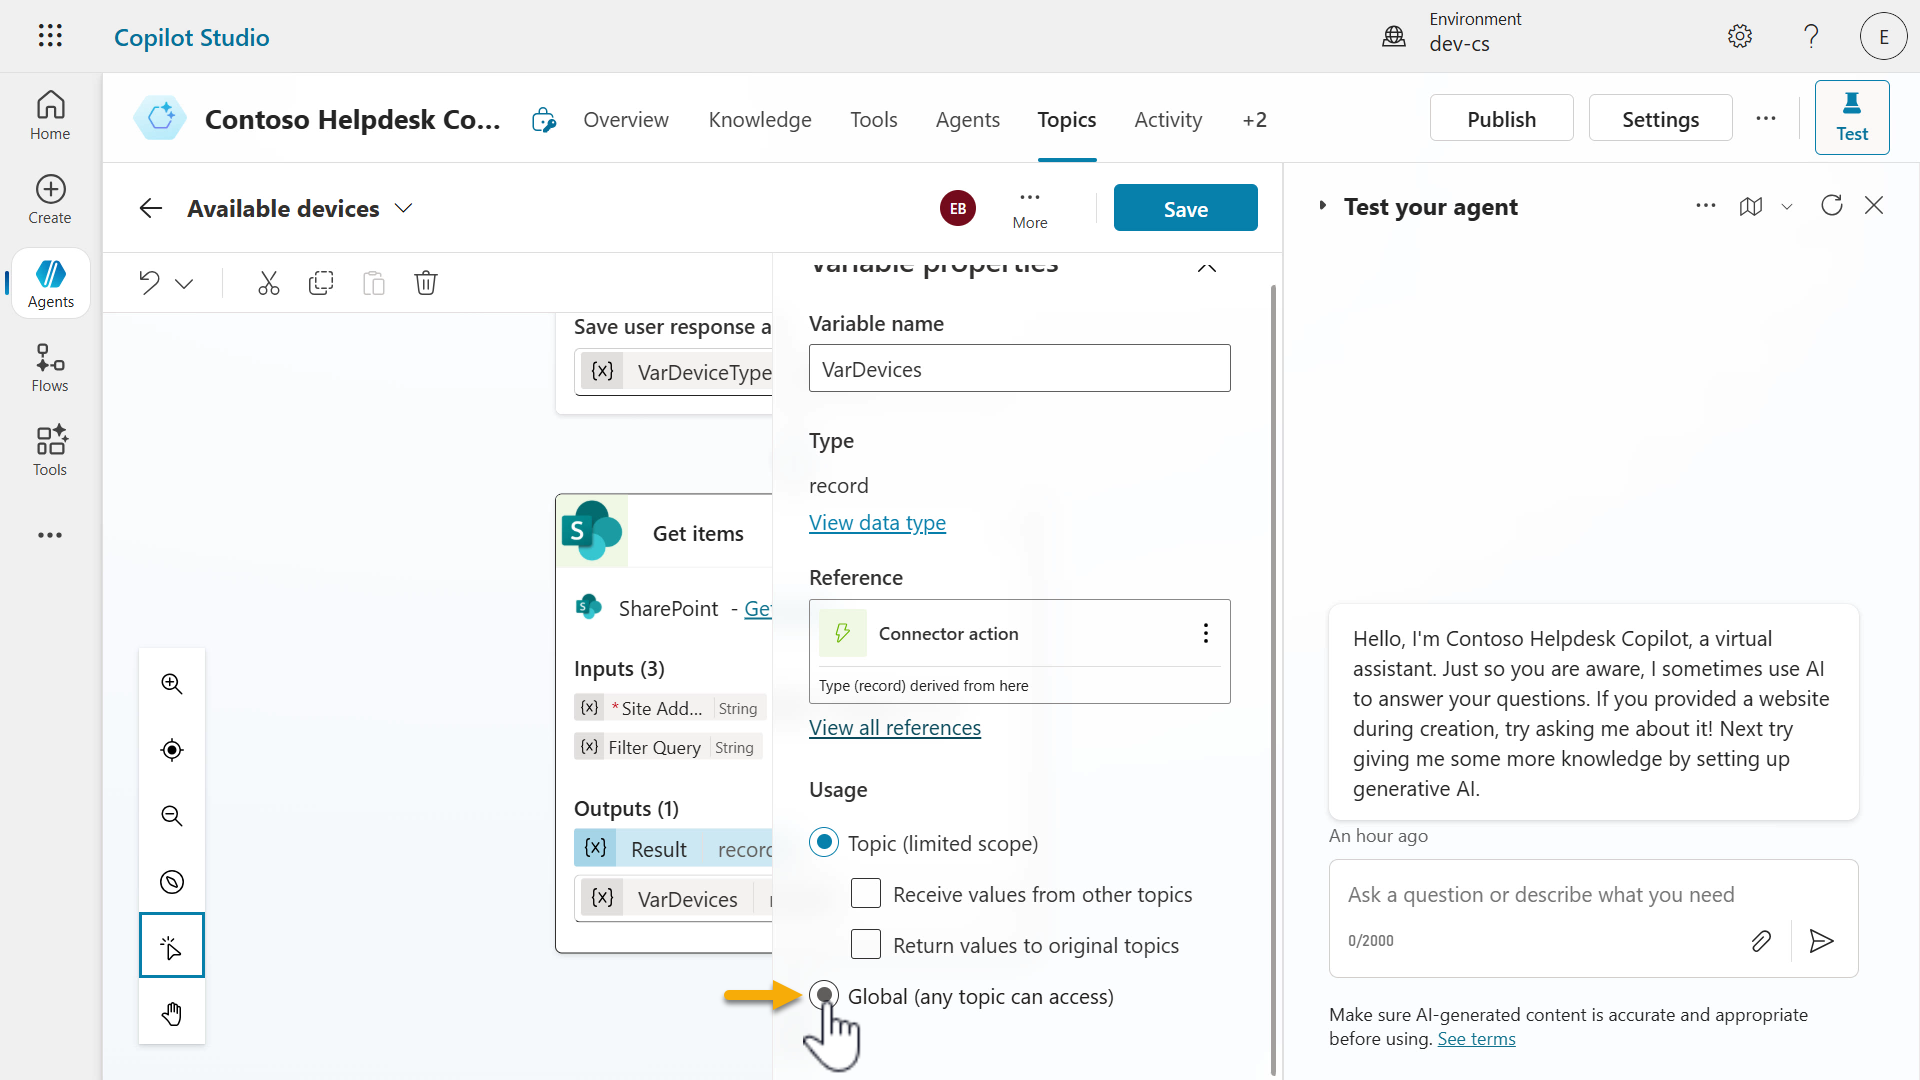 Copilot Studio
Environment
dev-cs
?
E
Home
Create
Agents
Flows
Tools
Contoso Helpdesk Co...
Overview
Knowledge
Tools
Agents
Topics
Activity
+2
Publish
Settings
Test
Available devices
EB
More
Save
Save user response a
{x} VarDeviceType
S Get items
S SharePoint - Get
Inputs (3)
{x} *Site Add... String
{x} Filter Query String
Outputs (1)
{x} Result record
{x} VarDevices
Variable properties
Variable name
VarDevices
Type
record
View data type
Reference
Connector action
Type (record) derived from here
View all references
Usage
Topic (limited scope)
Receive values from other topics
Return values to original topics
Global (any topic can access)
Test your agent
Hello, I'm Contoso Helpdesk Copilot, a virtual
assistant. Just so you are aware, I sometimes use AI
to answer your questions. If you provided a website
during creation, try asking me about it! Next try
giving me some more knowledge by setting up
generative AI.
An hour ago
Ask a question or describe what you need
0/2000
Make sure AI-generated content is accurate and appropriate
before using. See terms